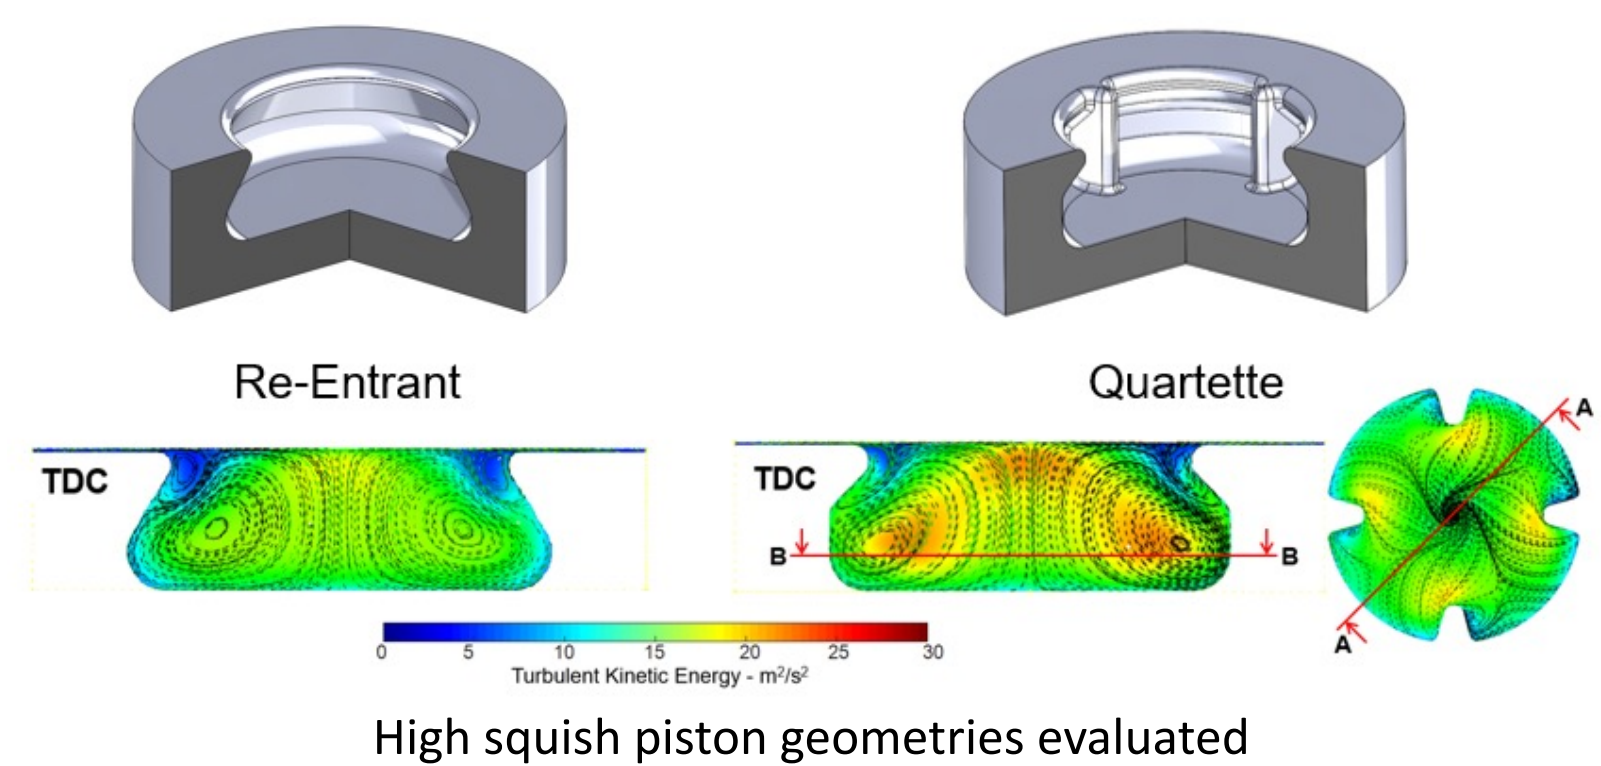 Re-Entrant
Quartette
TDC
TDC
B
B
A
A
0 5 10 15 20 25 30
Turbulent Kinetic Energy - m²/s²
High squish piston geometries evaluated